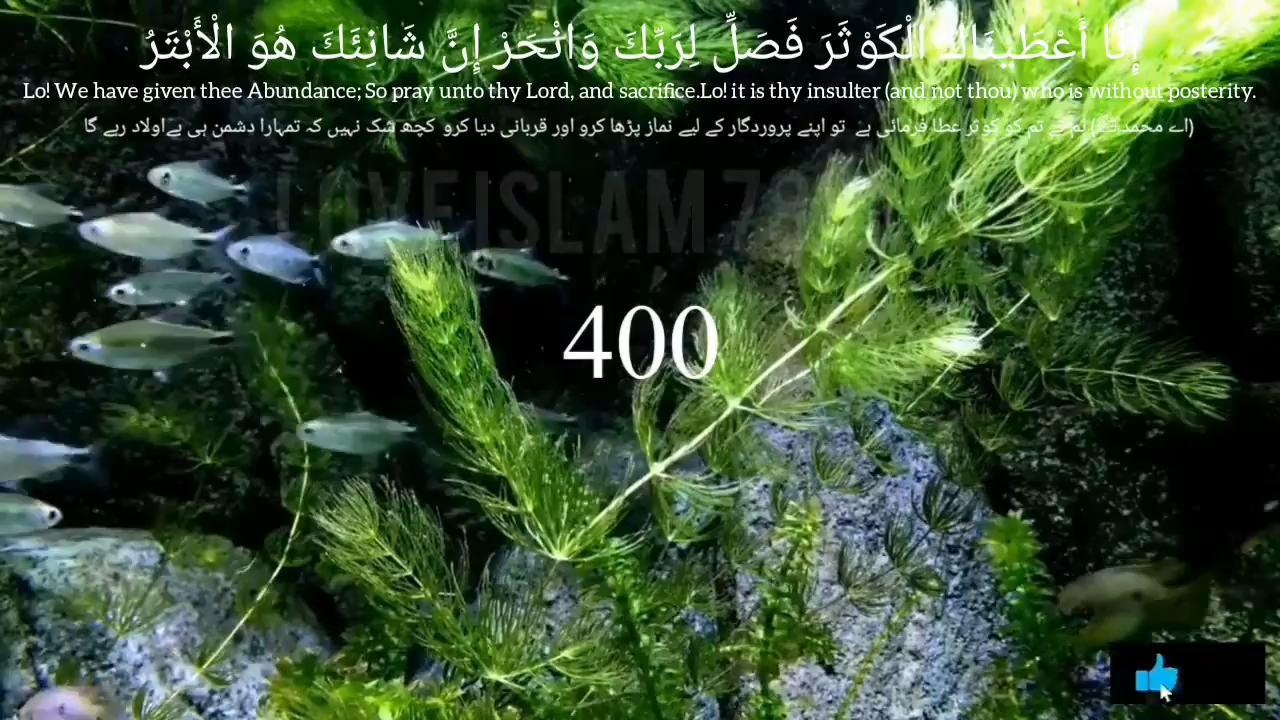 إِنَّا أَعْطَيْنَاكَ الْكَوْثَرَ فَصَلِّ لِرَبِّكَ وَانْحَرْ إِنَّ شَانِئَكَ هُوَ الْأَبْتَرُ
Lo! We have given thee Abundance; So pray unto thy Lord, and sacrifice.Lo! it is thy insulter (and not thou) who is without posterity.
(اے محمدﷺ) ہم نے تم کو کوثر عطا فرمائی ہے تو اپنے پروردگار کے لیے نماز پڑھا کرو اور قربانی دیا کرو کچھ شک نہیں کہ تمہارا دشمن ہی بےاولاد رہے گا
LOVE ISLAM
400